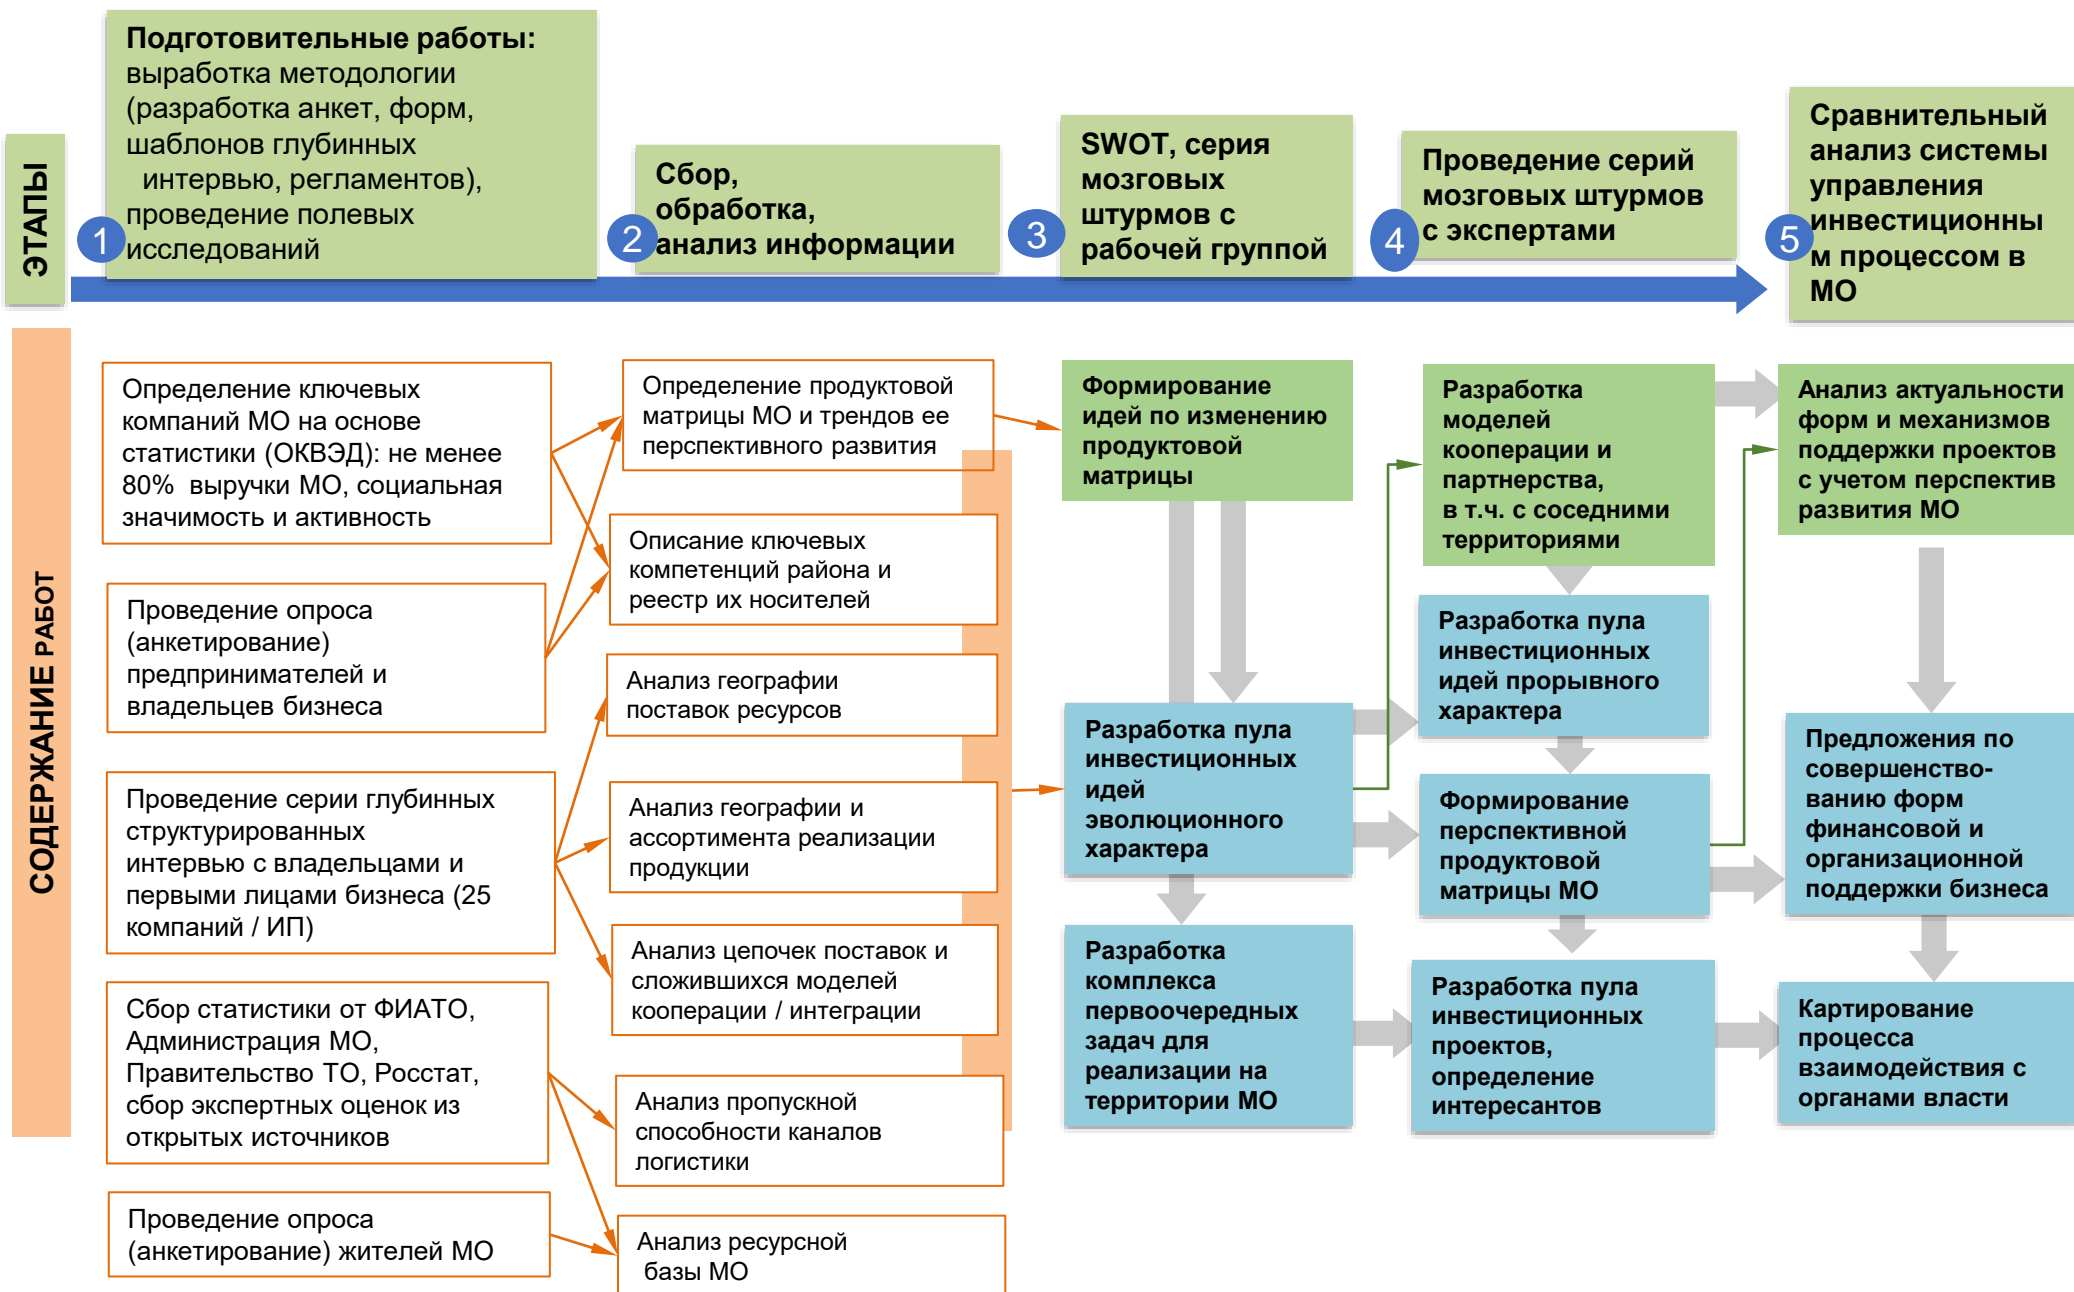 ЭТАПЫ
Подготовительные работы:
выработка методологии
(разработка анкет, форм,
шаблонов глубинных
интервью, регламентов),
проведение полевых
исследований
1
Сбор,
обработка,
анализ информации
2
SWOT, серия
мозговых
штурмов с
рабочей группой
3
Проведение серий
мозговых штурмов
с экспертами
4
Сравнительный
анализ системы
управления
инвестиционны
м процессом в
МО
5
СОДЕРЖАНИЕ РАБОТ
Определение ключевых
компаний МО на основе
статистики (ОКВЭД): не менее
80% выручки МО, социальная
значимость и активность
Проведение опроса
(анкетирование)
предпринимателей и
владельцев бизнеса
Проведение серии глубинных
структурированных
интервью с владельцами и
первыми лицами бизнеса (25
компаний / ИП)
Сбор статистики от ФИАТО,
Администрация МО,
Правительство ТО, Росстат,
сбор экспертных оценок из
открытых источников
Проведение опроса
(анкетирование) жителей МО
Определение продуктовой
матрицы МО и трендов ее
перспективного развития
Описание ключевых
компетенций района и
реестр их носителей
Анализ географии
поставок ресурсов
Анализ географии и
ассортимента реализации
продукции
Анализ цепочек поставок и
сложившихся моделей
кооперации / интеграции
Анализ пропускной
способности каналов
логистики
Анализ ресурсной
базы МО
Формирование
идей по изменению
продуктовой
матрицы
Разработка пула
инвестиционных
идей
эволюционного
характера
Разработка
комплекса
первоочередных
задач для
реализации на
территории МО
Разработка
моделей
кооперации и
партнерства,
в т.ч. с соседними
территориями
Разработка пула
инвестиционных
идей прорывного
характера
Формирование
перспективной
продуктовой
матрицы МО
Разработка пула
инвестиционных
проектов,
определение
интересантов
Анализ актуальности
форм и механизмов
поддержки проектов
с учетом перспектив
развития МО
Предложения по
совершенство-
ванию форм
финансовой и
организационной
поддержки бизнеса
Картирование
процесса
взаимодействия с
органами власти